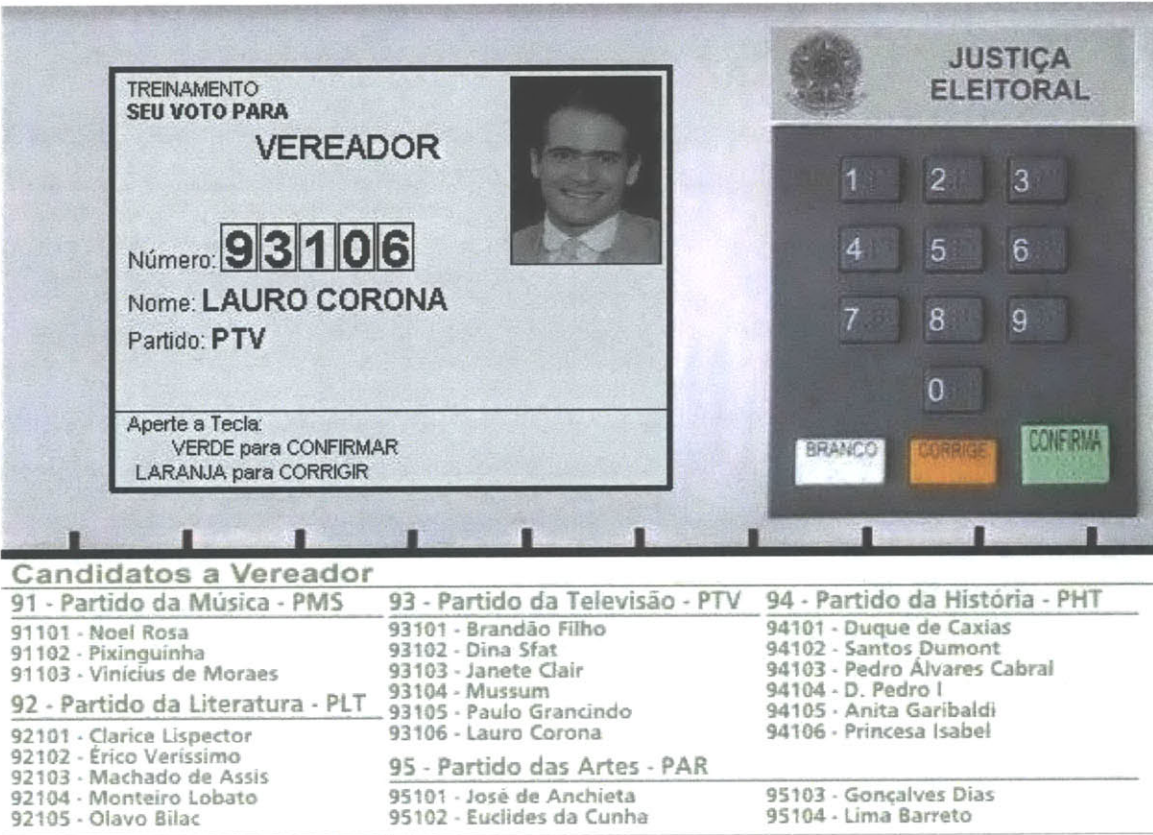 TREINAMENTO
SEU VOTO PARA
VEREADOR
Número: 93106
Nome: LAURO CORONA
Partido: PTV
Aperte a Tecla:
VERDE para CONFIRMAR
LARANJA para CORRIGIR
JUSTIÇA
ELEITORAL
1 2 3
4 5 6
7 8 9
0
BRANCO CORRIGE CONFIRMA
Candidatos a Vereador
91 - Partido da Música - PMS
91101 - Noel Rosa
91102 - Pixinguinha
91103 - Vinícius de Moraes
92 - Partido da Literatura - PLT
92101 - Clarice Lispector
92102 - Érico Veríssimo
92103 - Machado de Assis
92104 - Monteiro Lobato
92105 - Olavo Bilac
93 - Partido da Televisão - PTV
93101 - Brandão Filho
93102 - Dina Sfat
93103 - Janete Clair
93104 - Mussum
93105 - Paulo Grancindo
93106 - Lauro Corona
94 - Partido da História - PHT
94101 - Duque de Caxias
94102 - Santos Dumont
94103 - Pedro Álvares Cabral
94104 - D. Pedro I
94105 - Anita Garibaldi
94106 - Princesa Isabel
95 - Partido das Artes - PAR
95101 - José de Anchieta
95102 - Euclides da Cunha
95103 - Gonçalves Dias
95104 - Lima Barreto